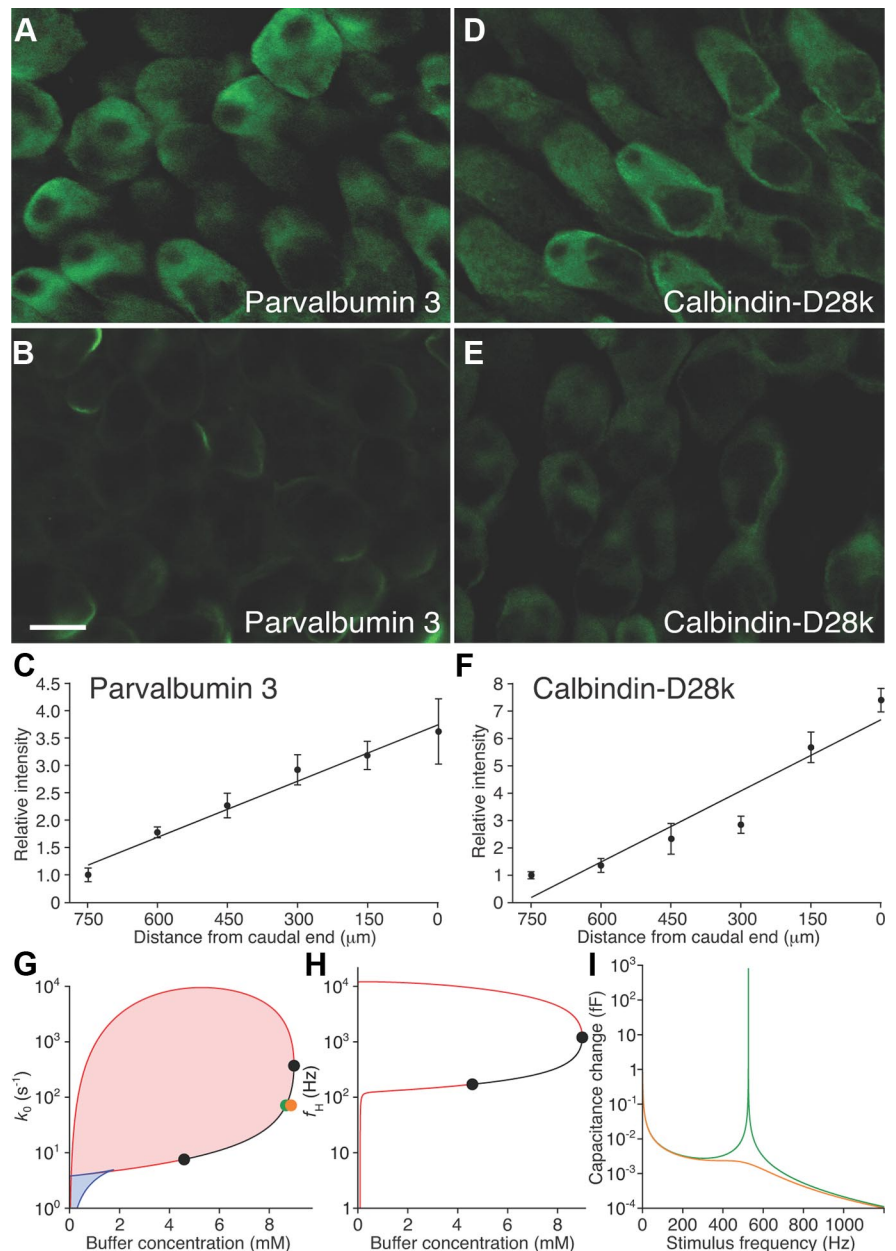 A
Parvalbumin 3
D
Calbindin-D28k
B
Parvalbumin 3
E
Calbindin-D28k
C
Parvalbumin 3
Relative intensity
4.5
4.0
3.5
3.0
2.5
2.0
1.5
1.0
0
750 600 450 300 150 0
Distance from caudal end (μm)
F
Calbindin-D28k
Relative intensity
8
7
6
5
4
3
2
1
0
750 600 450 300 150 0
Distance from caudal end (μm)
G
k₀ (s⁻¹)
10⁴
10³
10²
10¹
10⁰
0 2 4 6 8
Buffer concentration (mM)
H
f_H (Hz)
10⁴
10³
10²
10
1
0 4 8
Buffer concentration (mM)
I
Capacitance change (fF)
10³
10²
10
1
10⁻¹
10⁻²
10⁻³
10⁻⁴
0 200 400 600 800 1000
Stimulus frequency (Hz)